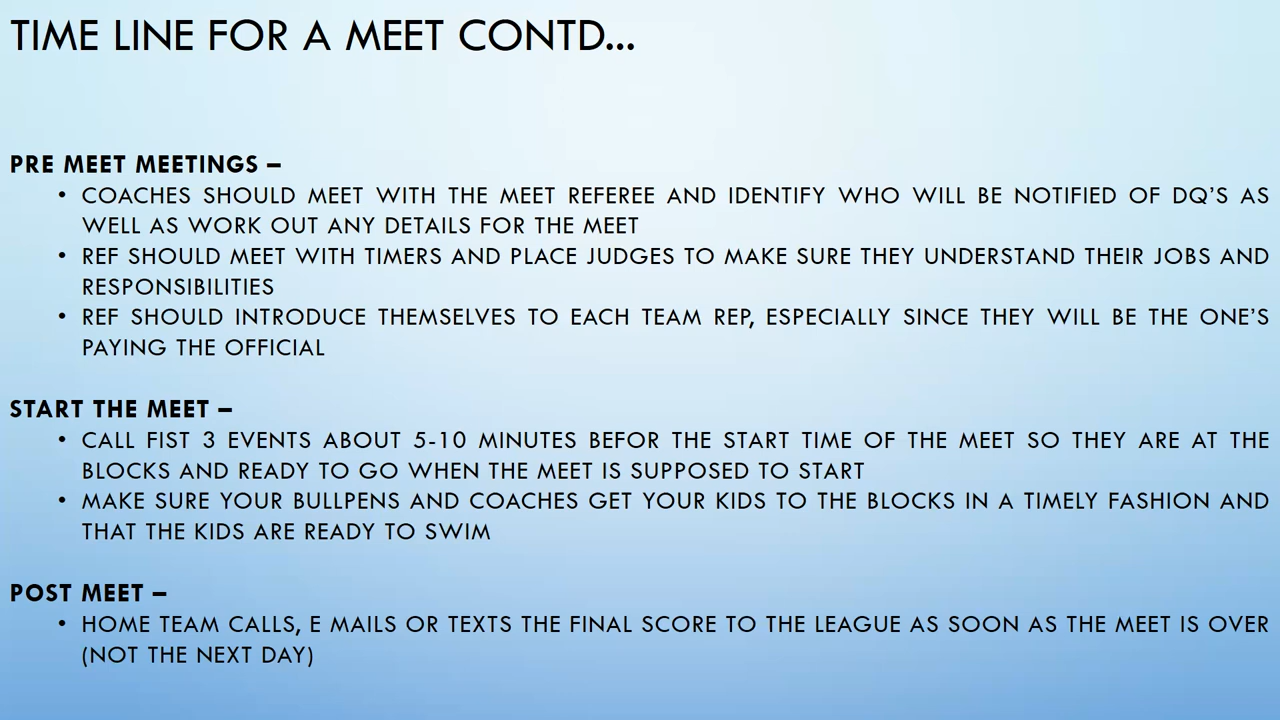 TIME LINE FOR A MEET CONTD...
PRE MEET MEETINGS –
• COACHES SHOULD MEET WITH THE MEET REFEREE AND IDENTIFY WHO WILL BE NOTIFIED OF DQ'S AS
WELL AS WORK OUT ANY DETAILS FOR THE MEET
• REF SHOULD MEET WITH TIMERS AND PLACE JUDGES TO MAKE SURE THEY UNDERSTAND THEIR JOBS AND
RESPONSIBILITIES
• REF SHOULD INTRODUCE THEMSELVES TO EACH TEAM REP, ESPECIALLY SINCE THEY WILL BE THE ONE'S
PAYING THE OFFICIAL
START THE MEET –
• CALL FIST 3 EVENTS ABOUT 5-10 MINUTES BEFOR THE START TIME OF THE MEET SO THEY ARE AT THE
BLOCKS AND READY TO GO WHEN THE MEET IS SUPPOSED TO START
• MAKE SURE YOUR BULLPENS AND COACHES GET YOUR KIDS TO THE BLOCKS IN A TIMELY FASHION AND
THAT THE KIDS ARE READY TO SWIM
POST MEET –
• HOME TEAM CALLS, E MAILS OR TEXTS THE FINAL SCORE TO THE LEAGUE AS SOON AS THE MEET IS OVER
(NOT THE NEXT DAY)